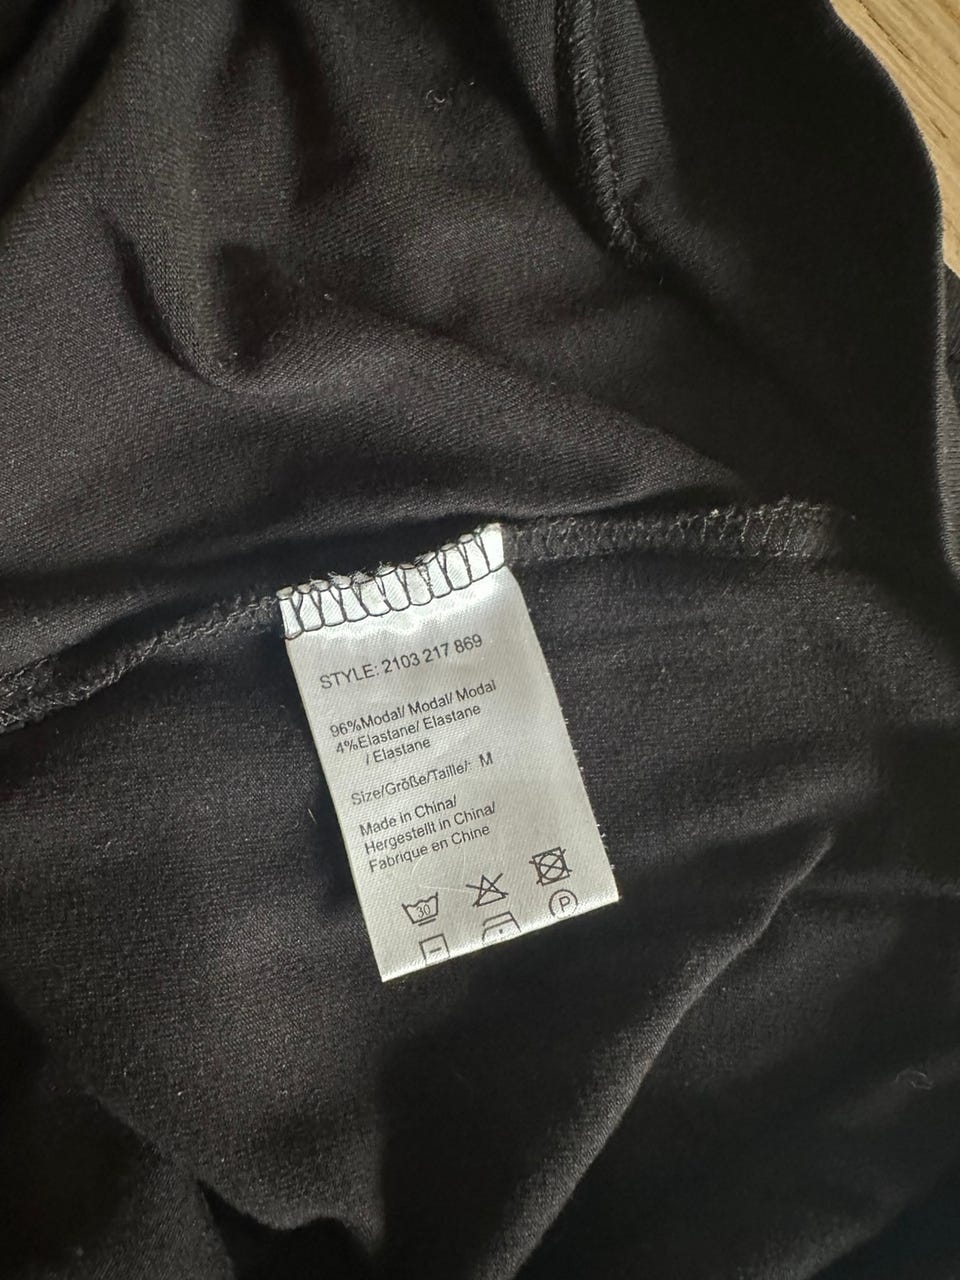 STYLE: 2103 217 869
96%Modal/ Modal/ Modal
4%Elastane/ Elastane
/ Elastane
Size/Größe/Taille/: M
Made in China/
Hergestellt in China/
Fabrique en Chine
30
P